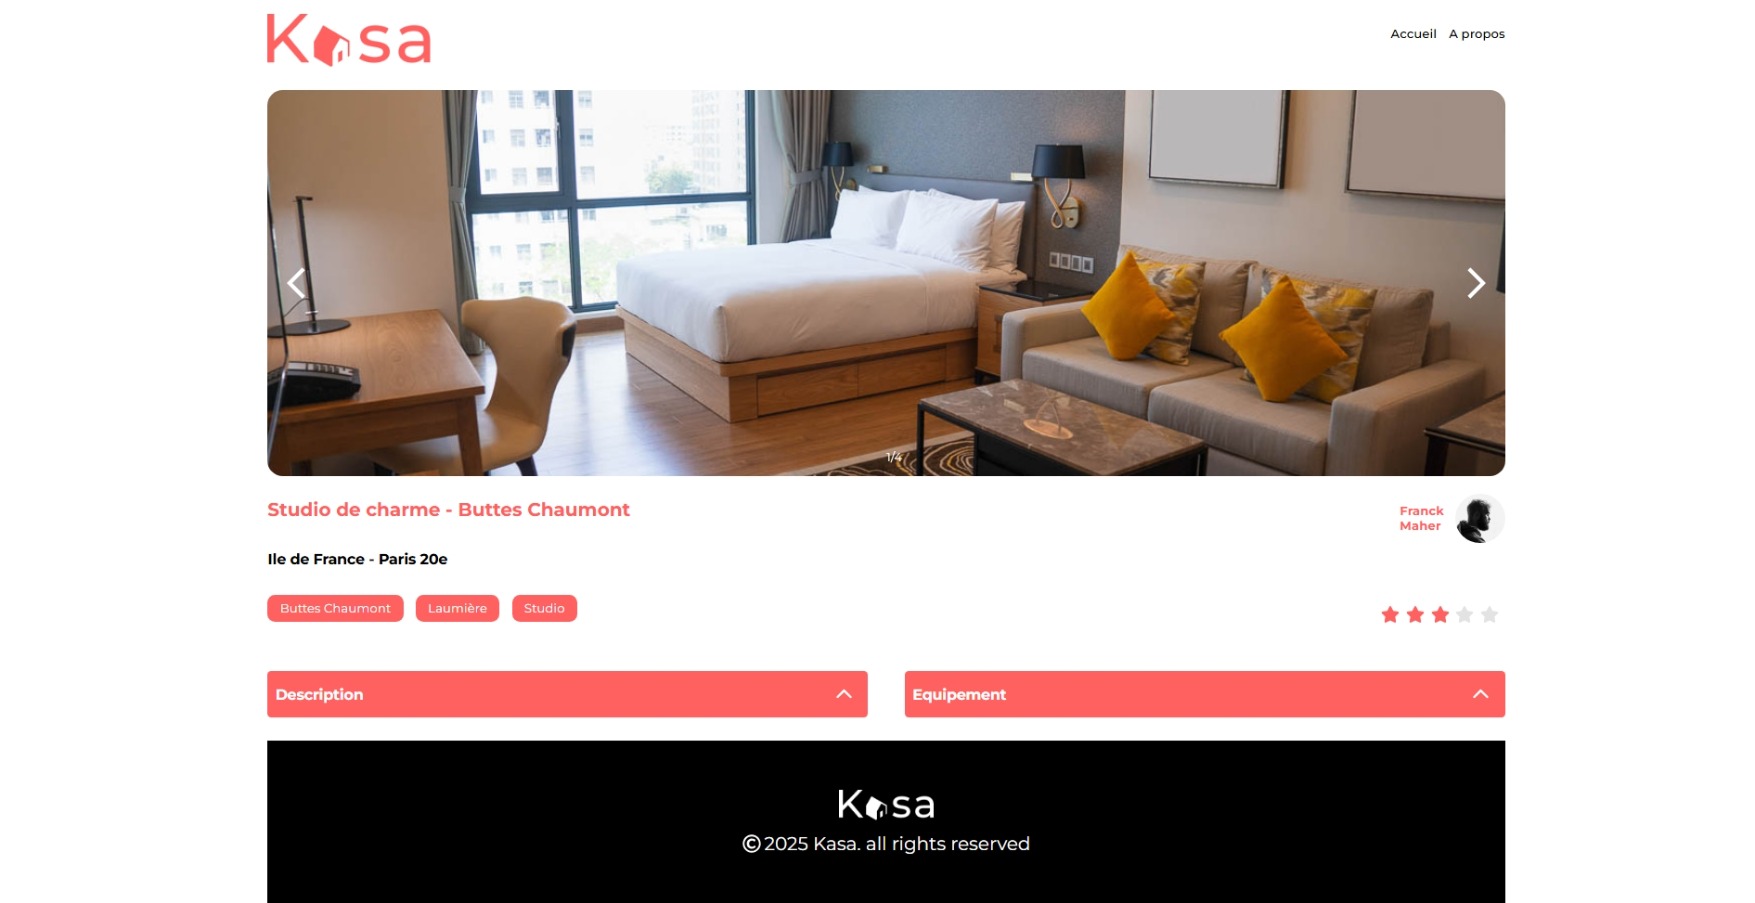 Kasa
Accueil A propos
1/4
Studio de charme - Buttes Chaumont
Franck
Maher
Ile de France - Paris 20e
Buttes Chaumont Laumière Studio
Description
Equipement
Kasa
© 2025 Kasa. all rights reserved